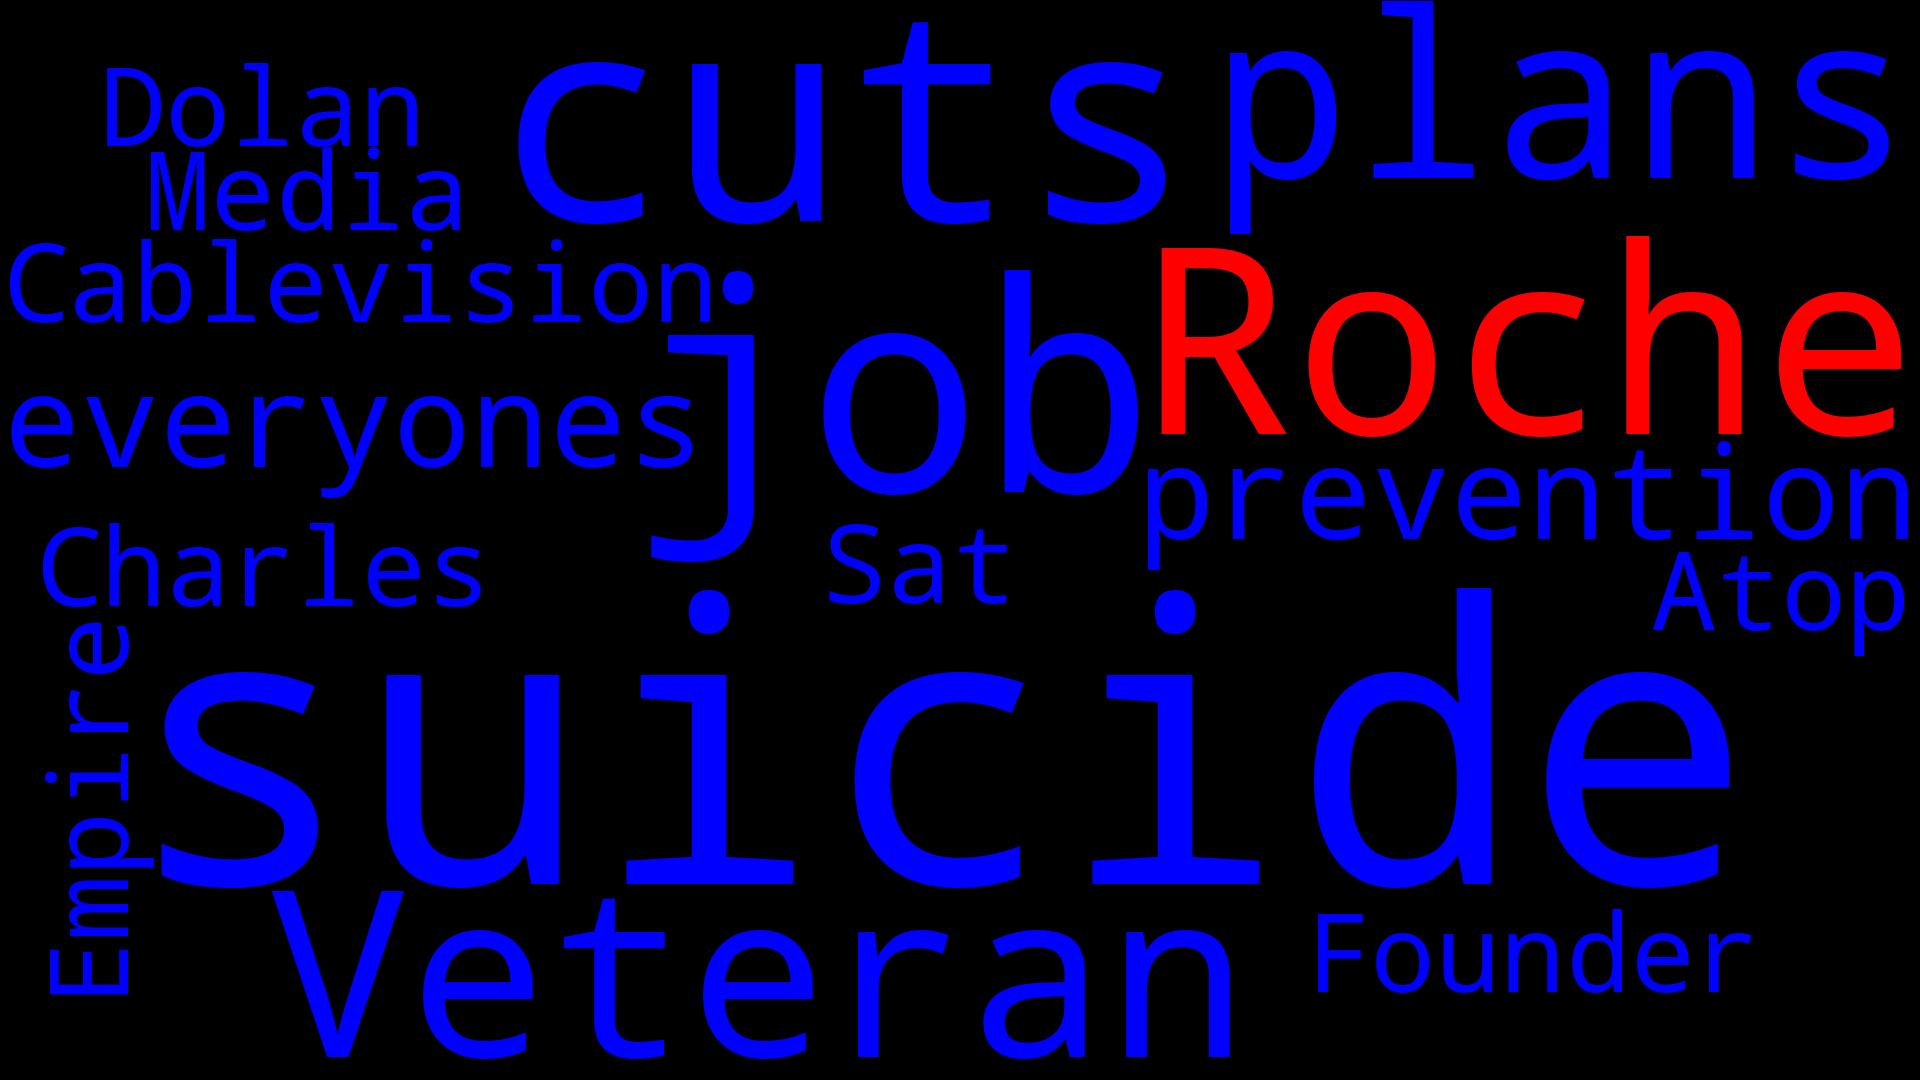 Dolan
cuts
plans
Media
Cablevision
job
Roche
everyones
prevention
Charles
Sat
Atop
Empire
suicide
Veteran
Founder